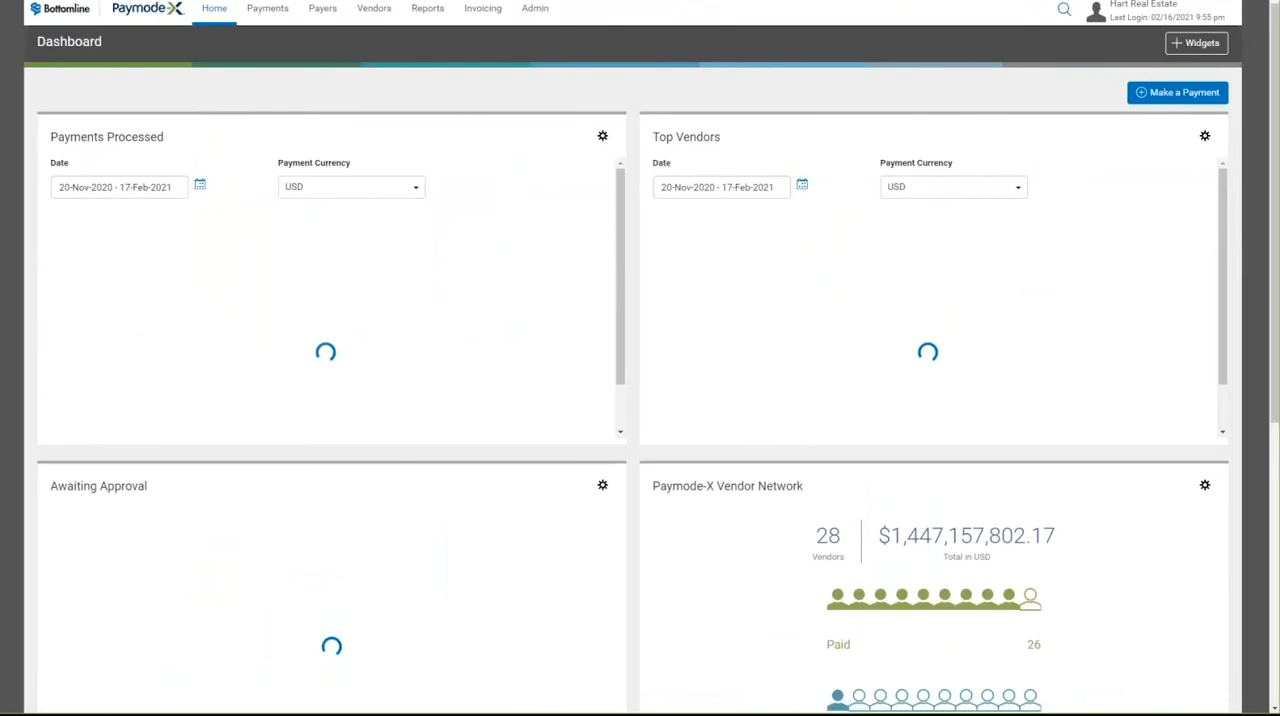 Bottomline Paymode-X Home Payments Payers Vendors Reports Invoicing Admin Hart Real Estate
Last Login: 02/16/2021 9:55 pm
Dashboard
Widgets
Make a Payment
Payments Processed
Date Payment Currency
20-Nov-2020 - 17-Feb-2021 USD
Top Vendors
Date Payment Currency
20-Nov-2020 - 17-Feb-2021 USD
Awaiting Approval
Paymode-X Vendor Network
28 $1,447,157,802.17
Vendors Total in USD
Paid 26